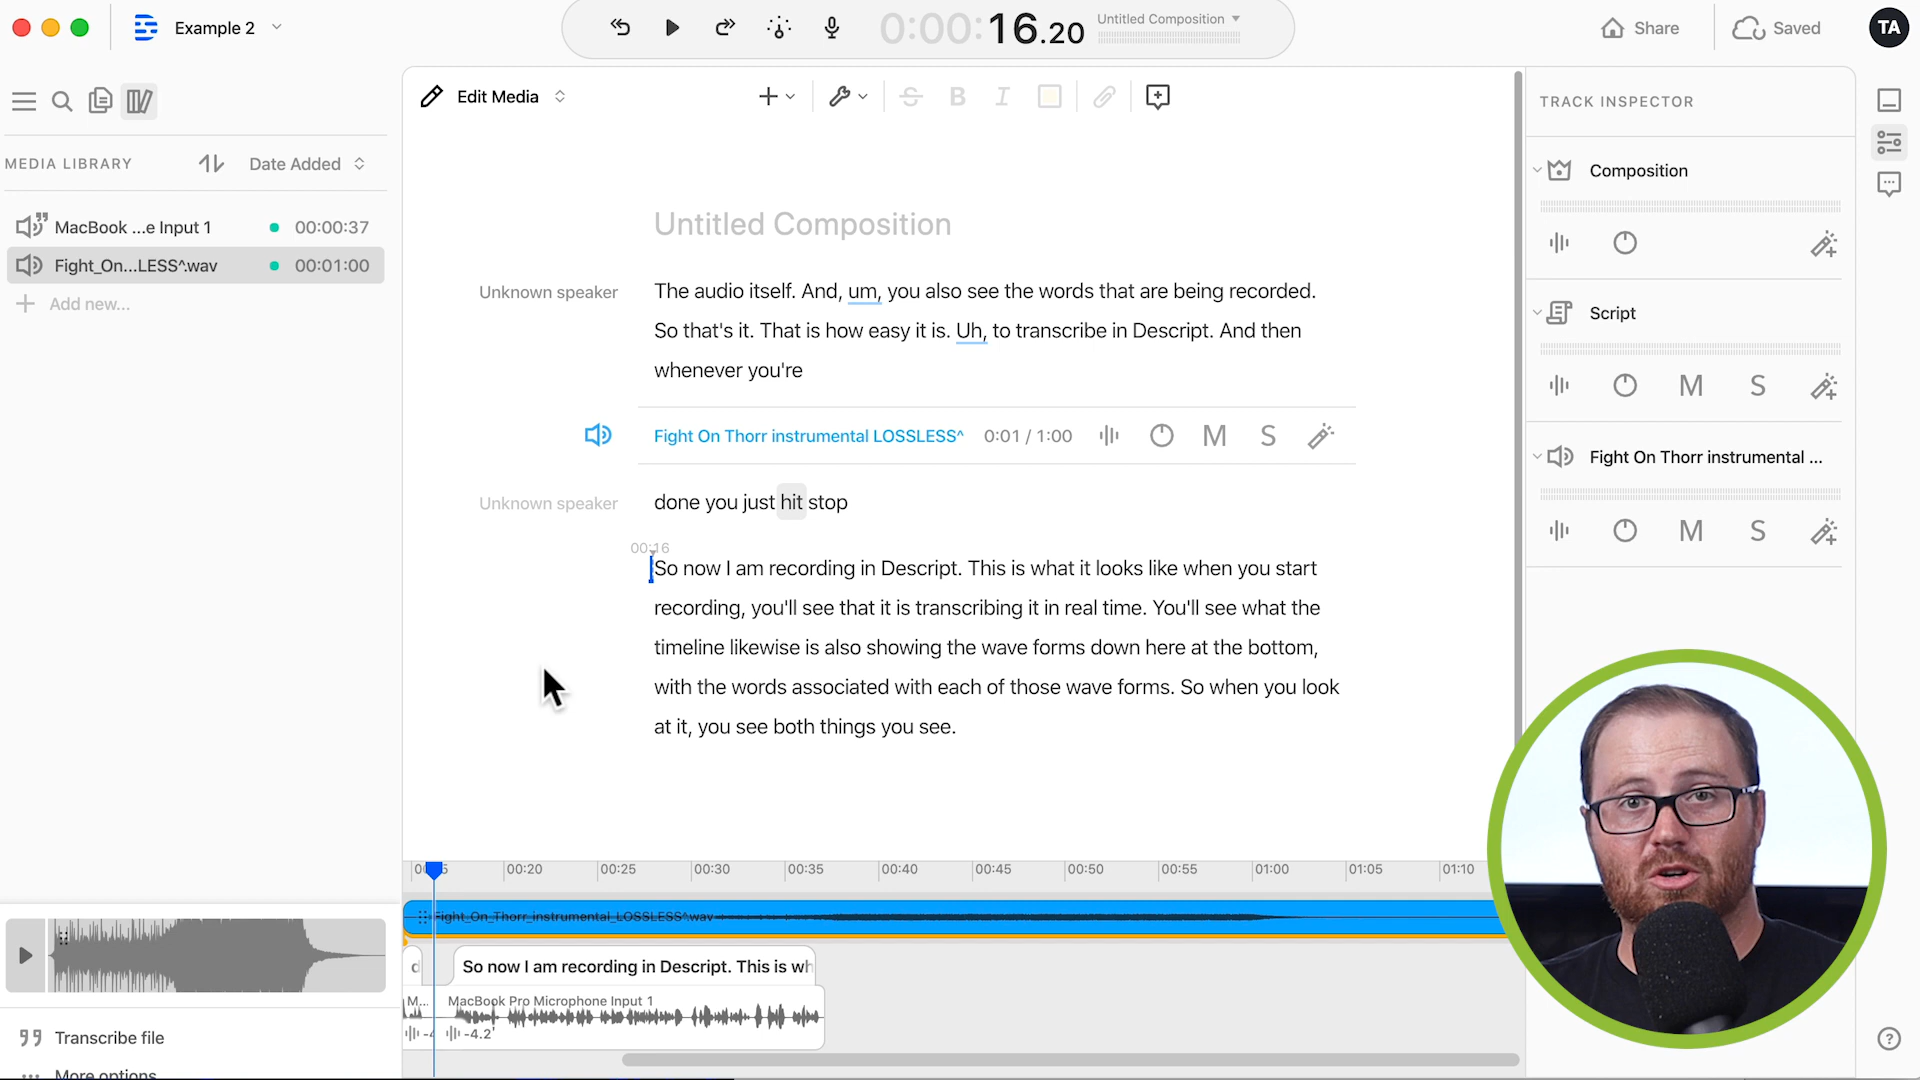 Example 2
0:00:16.20
Untitled Composition
Share
Saved
TA
Edit Media
TRACK INSPECTOR
MEDIA LIBRARY
Date Added
MacBook ...e Input 1 00:00:37
Fight_On...LESS^.wav 00:01:00
Add new...
Untitled Composition
Unknown speaker
The audio itself. And, um, you also see the words that are being recorded.
So that's it. That is how easy it is. Uh, to transcribe in Descript. And then
whenever you're
Fight On Thorr instrumental LOSSLESS^ 0:01 / 1:00 M S
Unknown speaker
done you just hit stop
00:16
So now I am recording in Descript. This is what it looks like when you start
recording, you'll see that it is transcribing it in real time. You'll see what the
timeline likewise is also showing the wave forms down here at the bottom,
with the words associated with each of those wave forms. So when you look
at it, you see both things you see.
Composition
Script
M S
Fight On Thorr instrumental ...
M S
00:20 00:25 00:30 00:35 00:40 00:45 00:50 00:55 01:00 01:05 01:10
Fight_On_Thorr_instrumental_LOSSLESS^.wav
d So now I am recording in Descript. This is wh
M... MacBook Pro Microphone Input 1
-4 -4.2
Transcribe file
More options
?